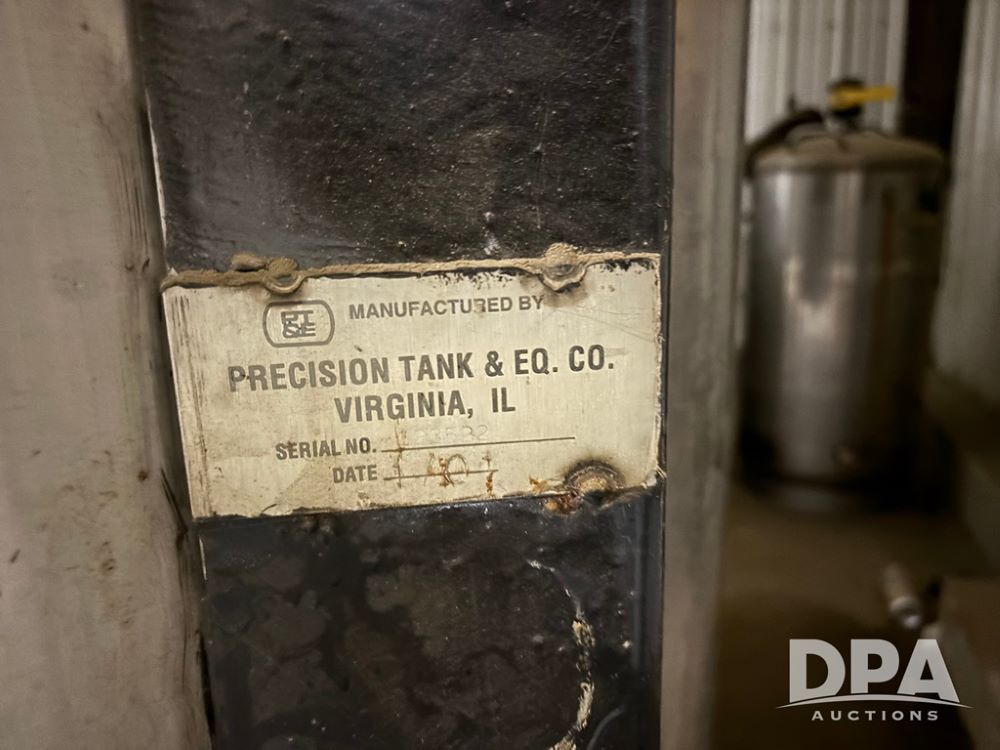 PT
&E
MANUFACTURED BY
PRECISION TANK & EQ. CO.
VIRGINIA, IL
SERIAL NO.
DATE
DPA
AUCTIONS